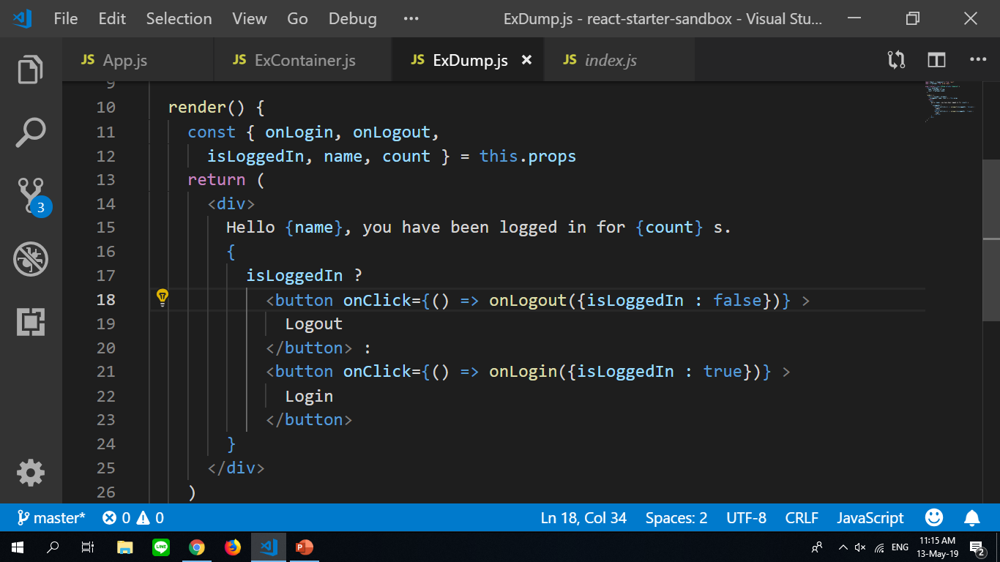 File Edit Selection View Go Debug ··· ExDump.js - react-starter-sandbox - Visual Stu...
JS App.js JS ExContainer.js JS ExDump.js × JS index.js ···
9
10 render() {
11 const { onLogin, onLogout,
12 isLoggedIn, name, count } = this.props
13 return (
14 <div>
15 Hello {name}, you have been logged in for {count} s.
16 {
17 isLoggedIn ?
18 <button onClick={() => onLogout({isLoggedIn : false})} >
19 Logout
20 </button> :
21 <button onClick={() => onLogin({isLoggedIn : true})} >
22 Login
23 </button>
24 }
25 </div>
26 )
3
master* 0 0 Ln 18, Col 34 Spaces: 2 UTF-8 CRLF JavaScript
LINE P ENG 11:15 AM
13-May-19 2